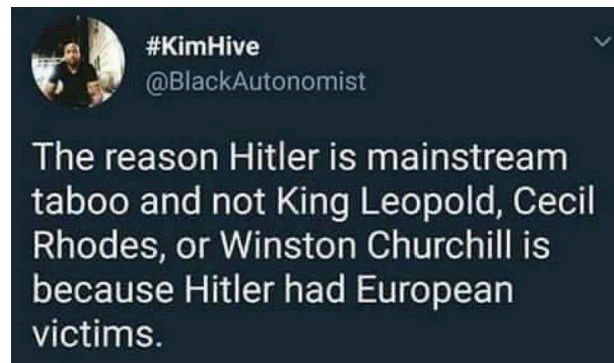 #KimHive
@BlackAutonomist
The reason Hitler is mainstream
taboo and not King Leopold, Cecil
Rhodes, or Winston Churchill is
because Hitler had European
victims.